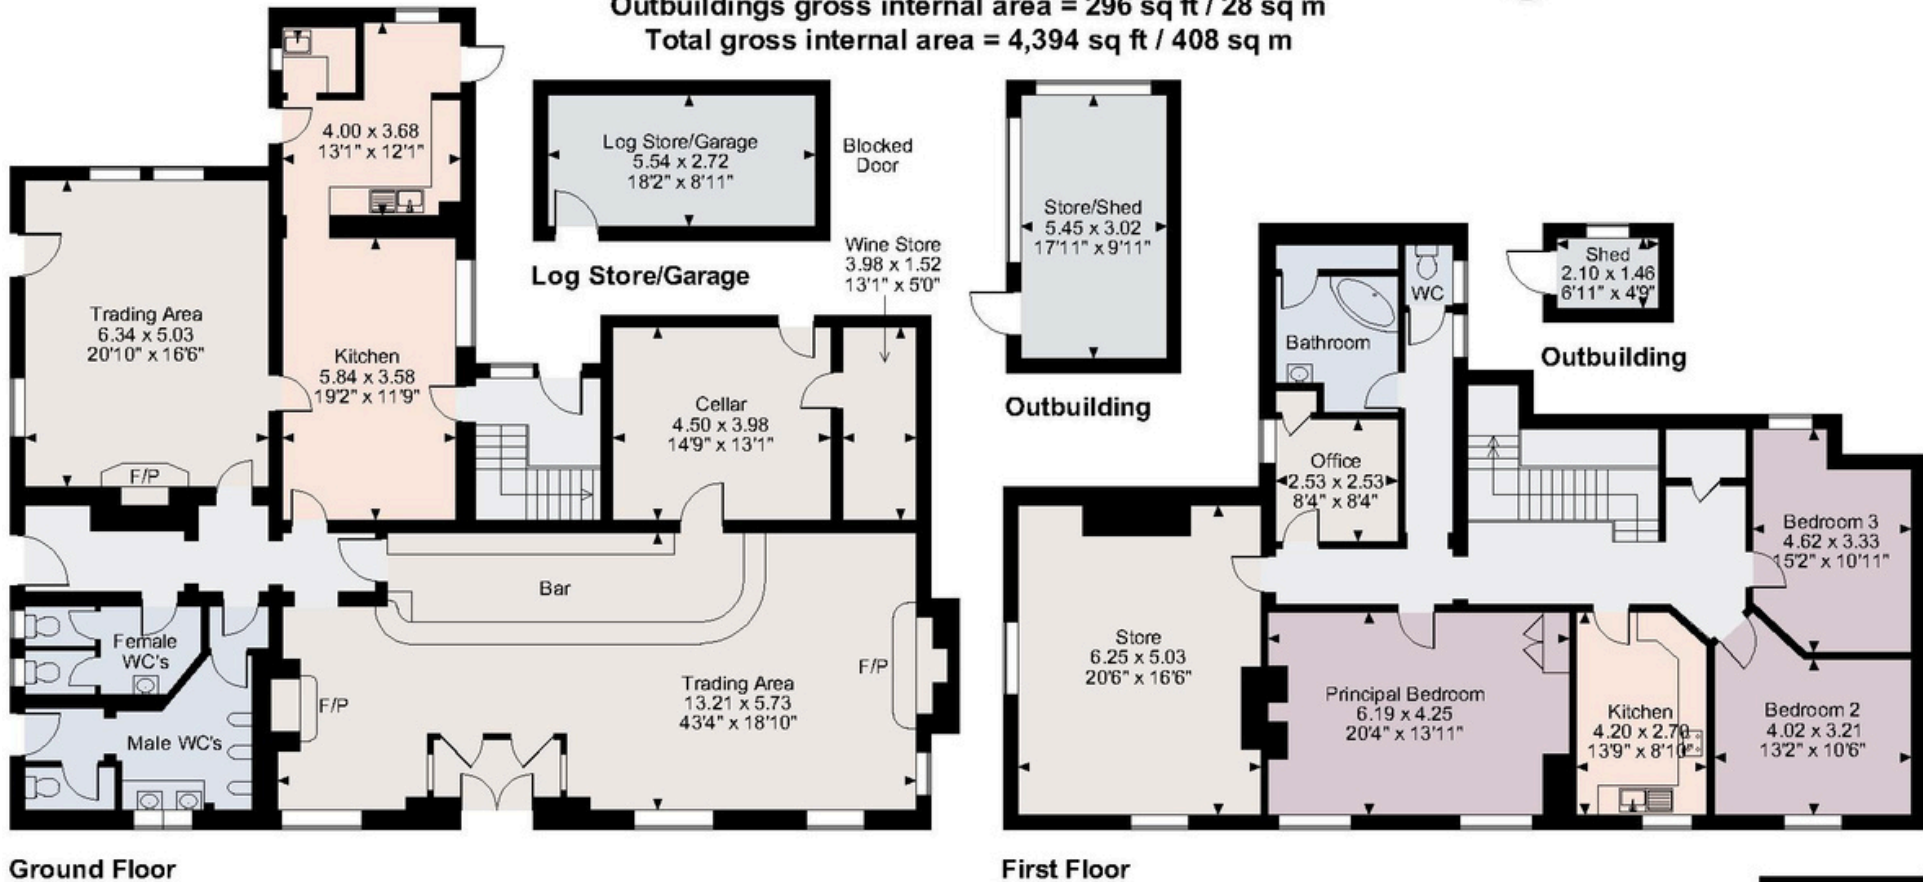 Outbuildings gross internal area = 296 sq ft / 28 sq m
Total gross internal area = 4,394 sq ft / 408 sq m
4.00 x 3.68
13'1" x 12'1"
Log Store/Garage
5.54 x 2.72
18'2" x 8'11"
Blocked
Door
Log Store/Garage
Wine Store
3.98 x 1.52
13'1" x 5'0"
Trading Area
6.34 x 5.03
20'10" x 16'6"
F/P
Kitchen
5.84 x 3.58
19'2" x 11'9"
Cellar
4.50 x 3.98
14'9" x 13'1"
Bar
Female
WC's
Male WC's
F/P
Trading Area
13.21 x 5.73
43'4" x 18'10"
F/P
Ground Floor
Store/Shed
5.45 x 3.02
17'11" x 9'11"
Outbuilding
Shed
2.10 x 1.46
6'11" x 4'9"
Outbuilding
WC
Bathroom
Office
2.53 x 2.53
8'4" x 8'4"
Bedroom 3
4.62 x 3.33
15'2" x 10'11"
Store
6.25 x 5.03
20'6" x 16'6"
Principal Bedroom
6.19 x 4.25
20'4" x 13'11"
Kitchen
4.20 x 2.70
13'9" x 8'10"
Bedroom 2
4.02 x 3.21
13'2" x 10'6"
First Floor